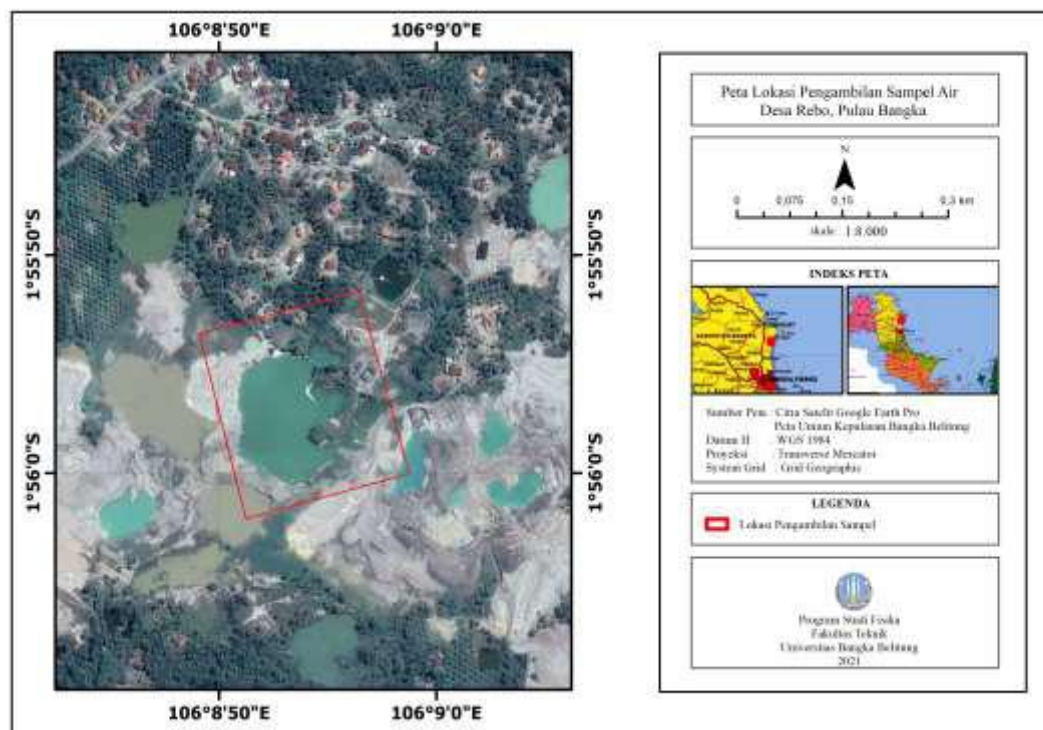 106°8'50"E 106°9'0"E
1°55'50"S 1°55'50"S
1°56'0"S 1°56'0"S
106°8'50"E 106°9'0"E
Peta Lokasi Pengambilan Sampel Air
Desa Rebo, Pulau Bangka
N
0 0,075 0,15 0,3 km
skala 1:8.000
INDEKS PETA
Sumber Peta : Citra Satelit Google Earth Pro
Peta Umum Kepulauan Bangka Belitung
Datum H : WGS 1984
Proyeksi : Transverse Mercator
System Grid : Grid Geographis
LEGENDA
Lokasi Pengambilan Sampel
Program Studi Fisika
Fakultas Teknik
Universitas Bangka Belitung
2021